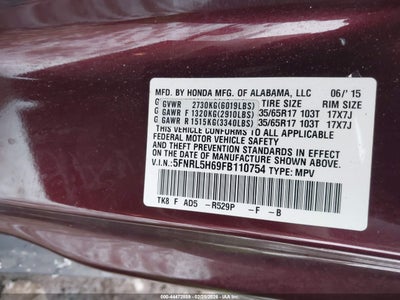 MFD. BY HONDA MFG. OF ALABAMA, LLC 06/'15
GVWR 2730KG(6019LBS) TIRE SIZE RIM SIZE
GAWR F 1320KG(2910LBS) 35/65R17 103T 17X7J
GAWR R 1515KG(3340LBS) 35/65R17 103T 17X7J
THIS VEHICLE CONFORMS TO ALL APPLICABLE
FEDERAL MOTOR VEHICLE SAFETY
AND THEFT PREVENTION STANDARDS IN EFFECT
ON THE DATE OF MANUFACTURE SHOWN ABOVE.
V.I.N: 5FNRL5H69FB110754 TYPE: MPV
TK8 F AD5 -R529P -F -B